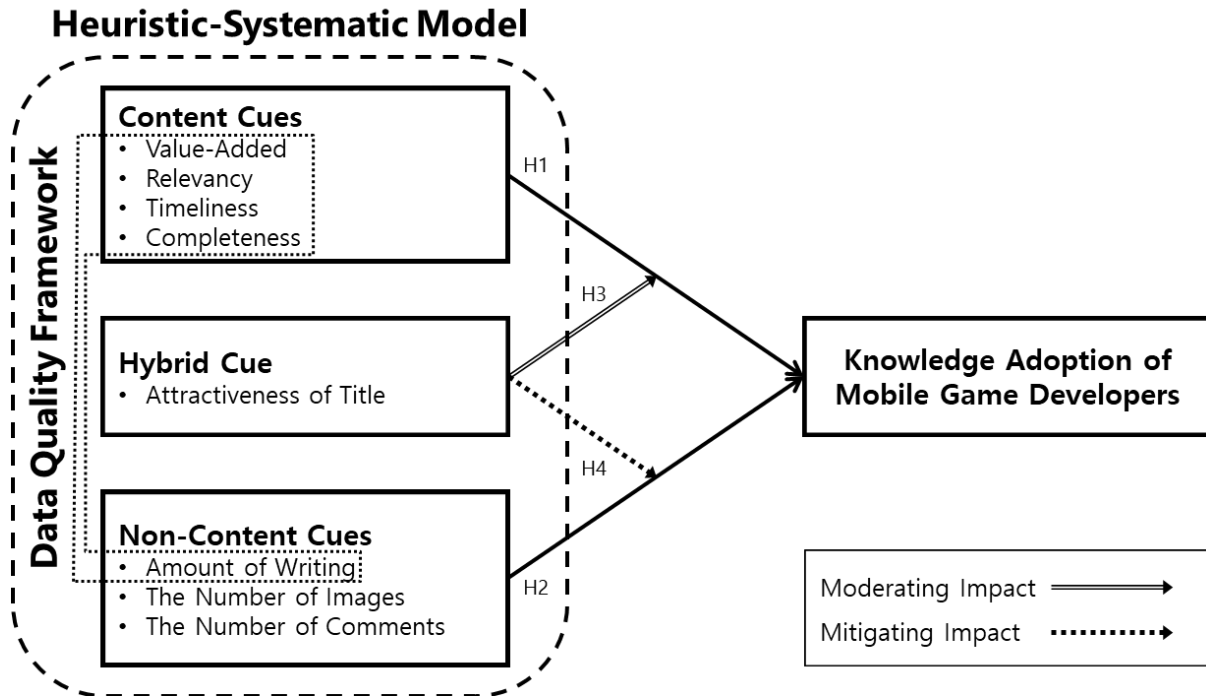 Heuristic-Systematic Model
Data Quality Framework
Content Cues
• Value-Added
• Relevancy
• Timeliness
• Completeness
H1
H3
Hybrid Cue
• Attractiveness of Title
Knowledge Adoption of
Mobile Game Developers
H4
Non-Content Cues
• Amount of Writing
• The Number of Images
• The Number of Comments
H2
Moderating Impact
Mitigating Impact